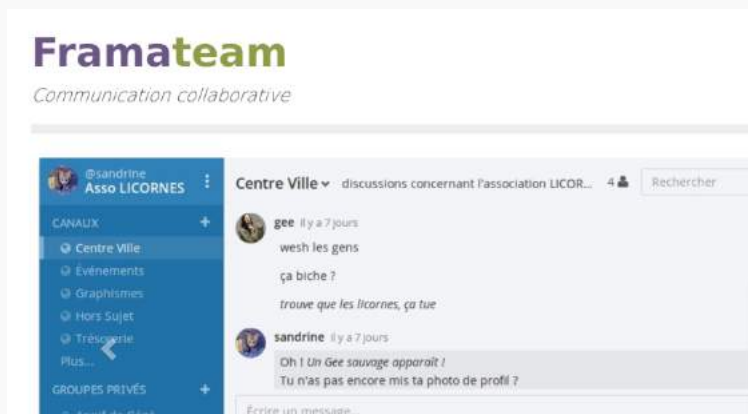 Framateam
Communication collaborative
@sandrine
Asso LICORNES
Centre Ville
discussions concernant l'association LICOR...
4
Rechercher
CANAUX +
Centre Ville
Événements
Graphismes
Hors Sujet
Trésorerie
Plus...
GROUPES PRIVÉS +
gee il y a 7 jours
wesh les gens
ça biche ?
trouve que les licornes, ça tue
sandrine il y a 7 jours
Oh ! Un Gee sauvage apparaît !
Tu n'as pas encore mis ta photo de profil ?
Écrire un message...